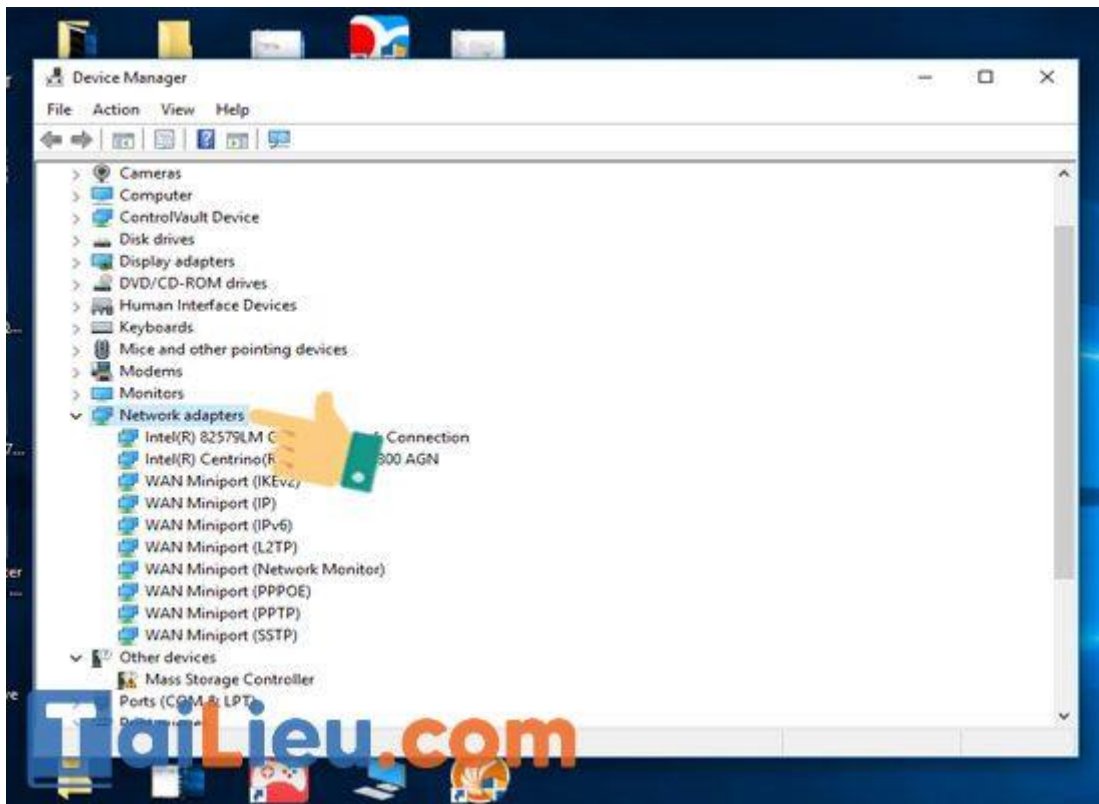 Device Manager
File Action View Help
Cameras
Computer
ControlVault Device
Disk drives
Display adapters
DVD/CD-ROM drives
Human Interface Devices
Keyboards
Mice and other pointing devices
Modems
Monitors
Network adapters
Intel(R) 82579LM Connection
Intel(R) AGN
WAN Miniport (IKEv2)
WAN Miniport (IP)
WAN Miniport (IPv6)
WAN Miniport (L2TP)
WAN Miniport (Network Monitor)
WAN Miniport (PPPOE)
WAN Miniport (PPTP)
WAN Miniport (SSTP)
Other devices
Mass Storage Controller
Ports (COM & LPT)
TaiLieu.com